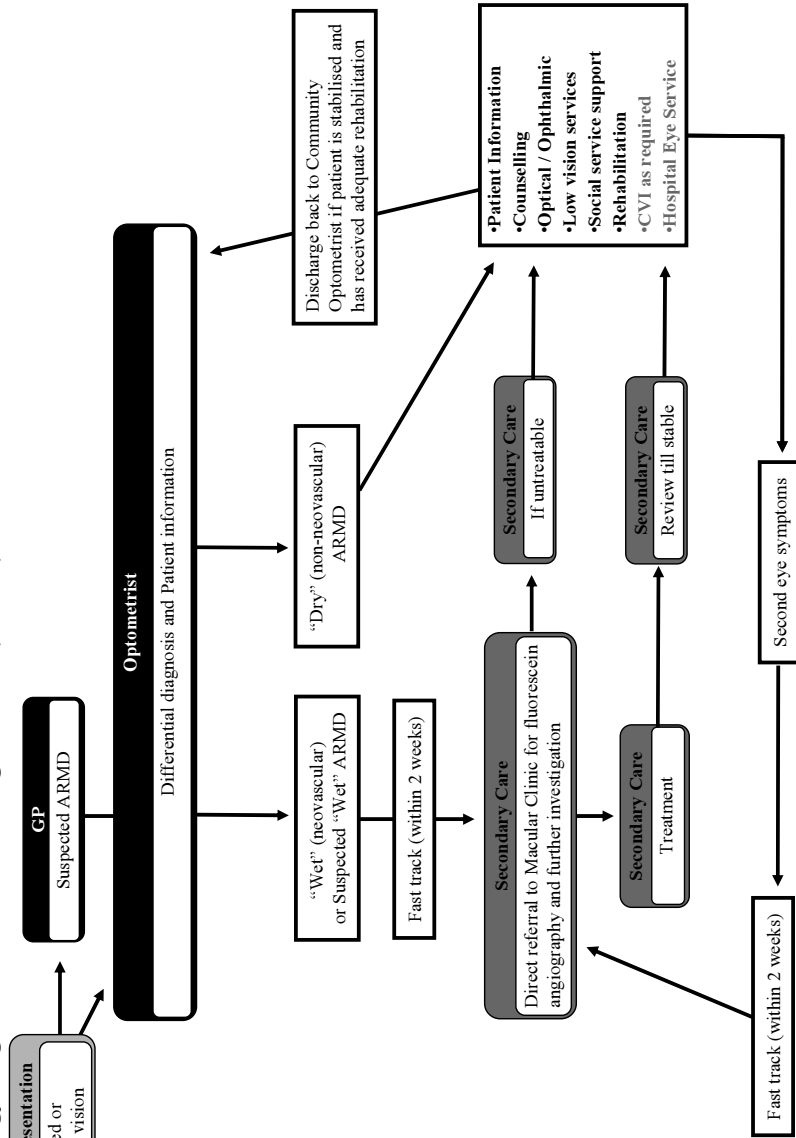 esentation
ed or
vision
GP
Suspected ARMD
Optometrist
Differential diagnosis and Patient information
“Wet” (neovascular)
or Suspected “Wet” ARMD
“Dry” (non-neovascular)
ARMD
Discharge back to Community
Optometrist if patient is stabilised and
has received adequate rehabilitation
Fast track (within 2 weeks)
Secondary Care
Direct referral to Macular Clinic for fluorescein
angiography and further investigation
Secondary Care
If untreatable
•Patient Information
•Counselling
•Optical / Ophthalmic
•Low vision services
•Social service support
•Rehabilitation
•CVI as required
•Hospital Eye Service
Secondary Care
Treatment
Secondary Care
Review till stable
Second eye symptoms
Fast track (within 2 weeks)